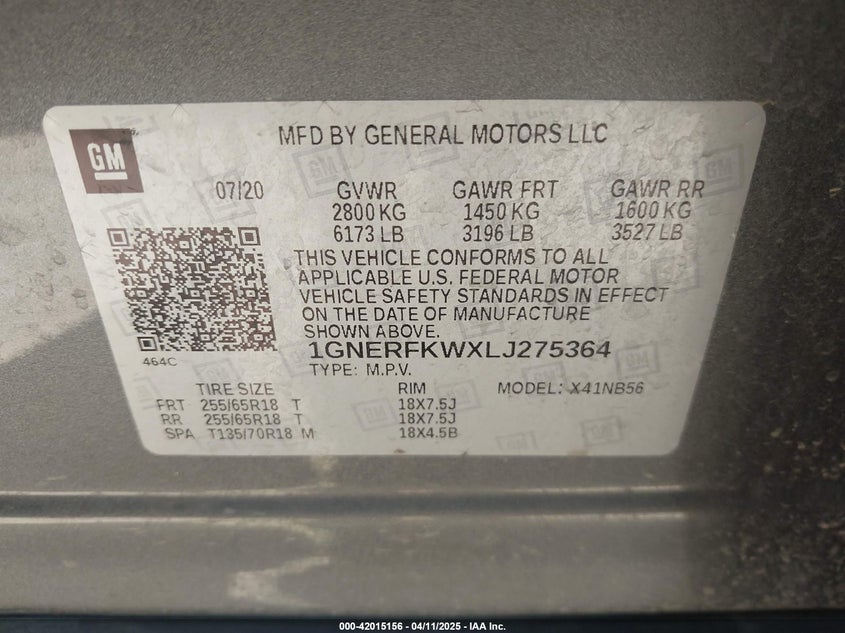 GM
MFD BY GENERAL MOTORS LLC
07/20 GVWR GAWR FRT GAWR RR
2800 KG 1450 KG 1600 KG
6173 LB 3196 LB 3527 LB
THIS VEHICLE CONFORMS TO ALL
APPLICABLE U.S. FEDERAL MOTOR
VEHICLE SAFETY STANDARDS IN EFFECT
ON THE DATE OF MANUFACTURE
SHOWN ABOVE.
464C
1GNERFKWXLJ275364
TYPE: M.P.V.
TIRE SIZE RIM MODEL: X41NB56
FRT 255/65R18 T 18X7.5J
RR 255/65R18 T 18X7.5J
SPA T135/70R18 M 18X4.5B
000-42015156 - 04/11/2025 - IAA Inc.